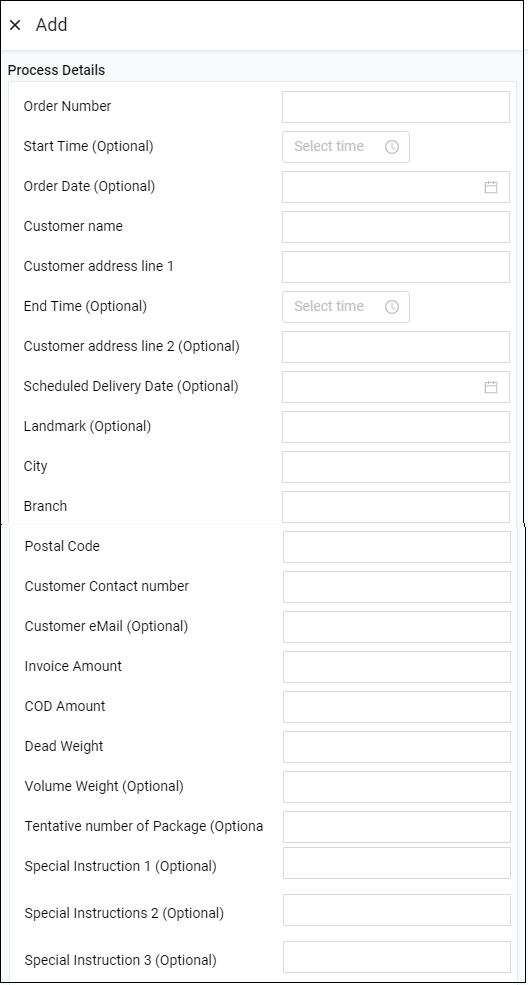 Add
Process Details
Order Number
Start Time (Optional) Select time
Order Date (Optional)
Customer name
Customer address line 1
End Time (Optional) Select time
Customer address line 2 (Optional)
Scheduled Delivery Date (Optional)
Landmark (Optional)
City
Branch
Postal Code
Customer Contact number
Customer eMail (Optional)
Invoice Amount
COD Amount
Dead Weight
Volume Weight (Optional)
Tentative number of Package (Optiona
Special Instruction 1 (Optional)
Special Instructions 2 (Optional)
Special Instruction 3 (Optional)